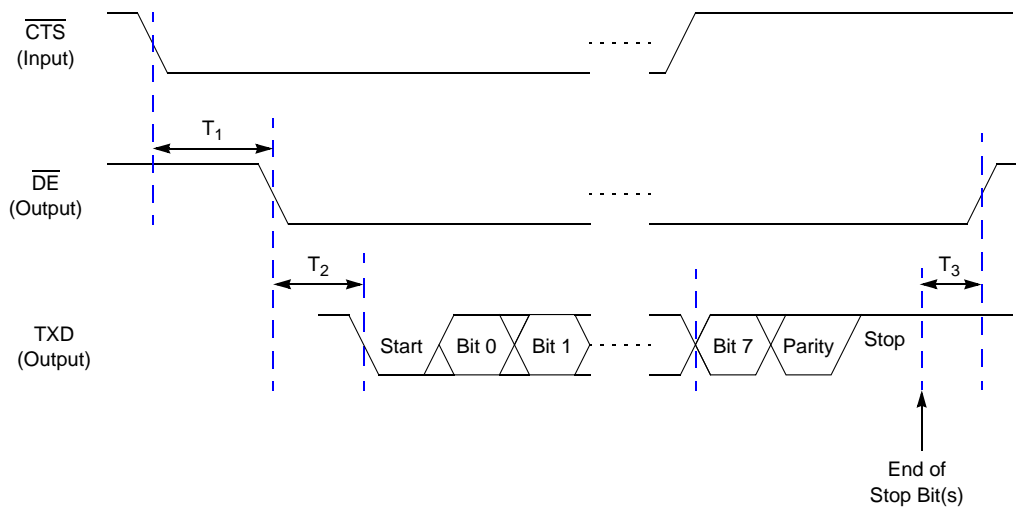 CTS
(Input)
T1
DE
(Output)
T2
T3
TXD
(Output)
Start
Bit 0
Bit 1
Bit 7
Parity
Stop
End of
Stop Bit(s)